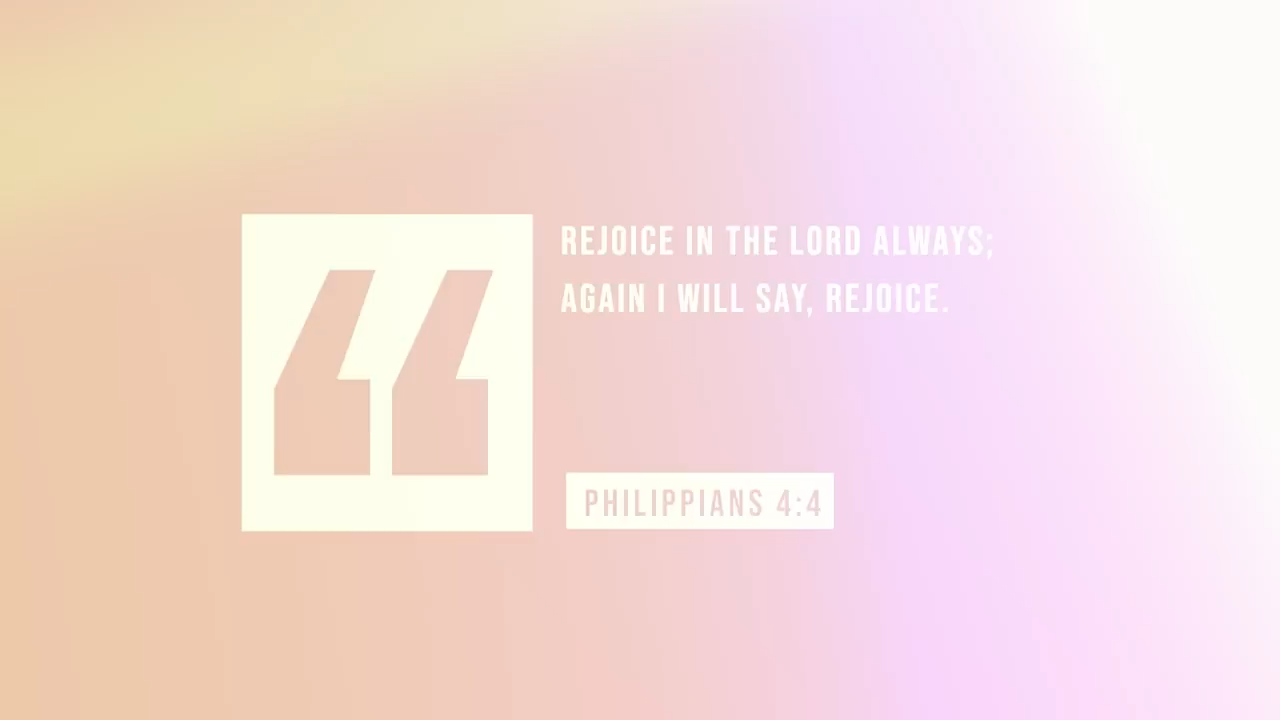 REJOICE IN THE LORD ALWAYS;
AGAIN I WILL SAY, REJOICE.
PHILIPPIANS 4:4